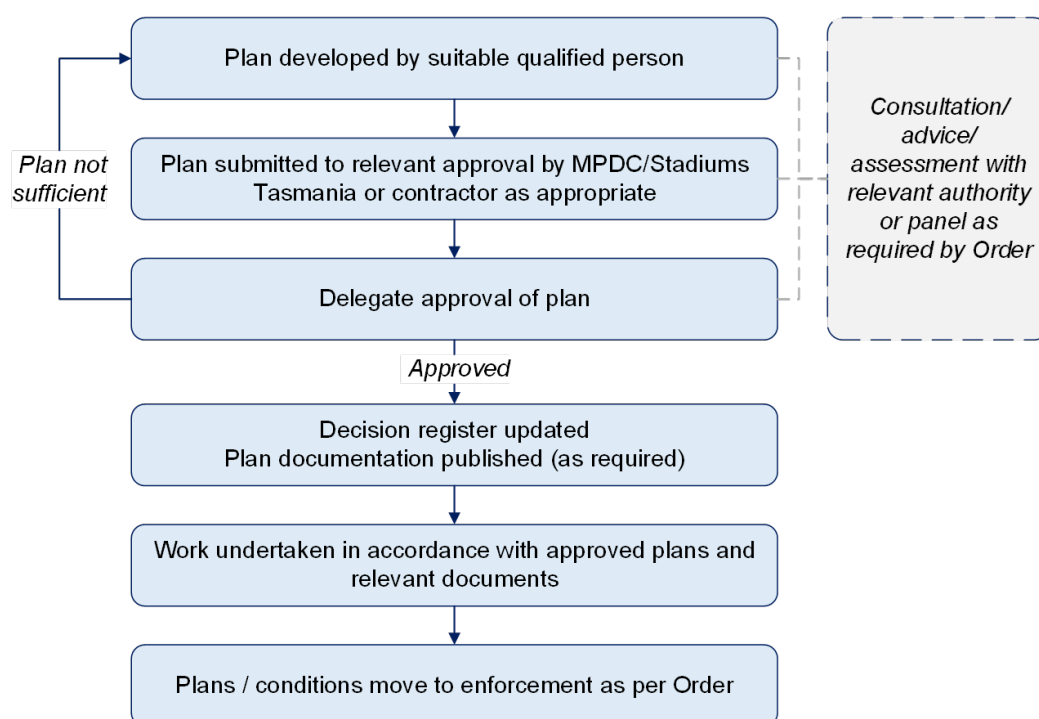 Plan developed by suitable qualified person
Plan not
sufficient
Plan submitted to relevant approval by MPDC/Stadiums
Tasmania or contractor as appropriate
Consultation/
advice/
assessment with
relevant authority
or panel as
required by Order
Delegate approval of plan
Approved
Decision register updated
Plan documentation published (as required)
Work undertaken in accordance with approved plans and
relevant documents
Plans / conditions move to enforcement as per Order